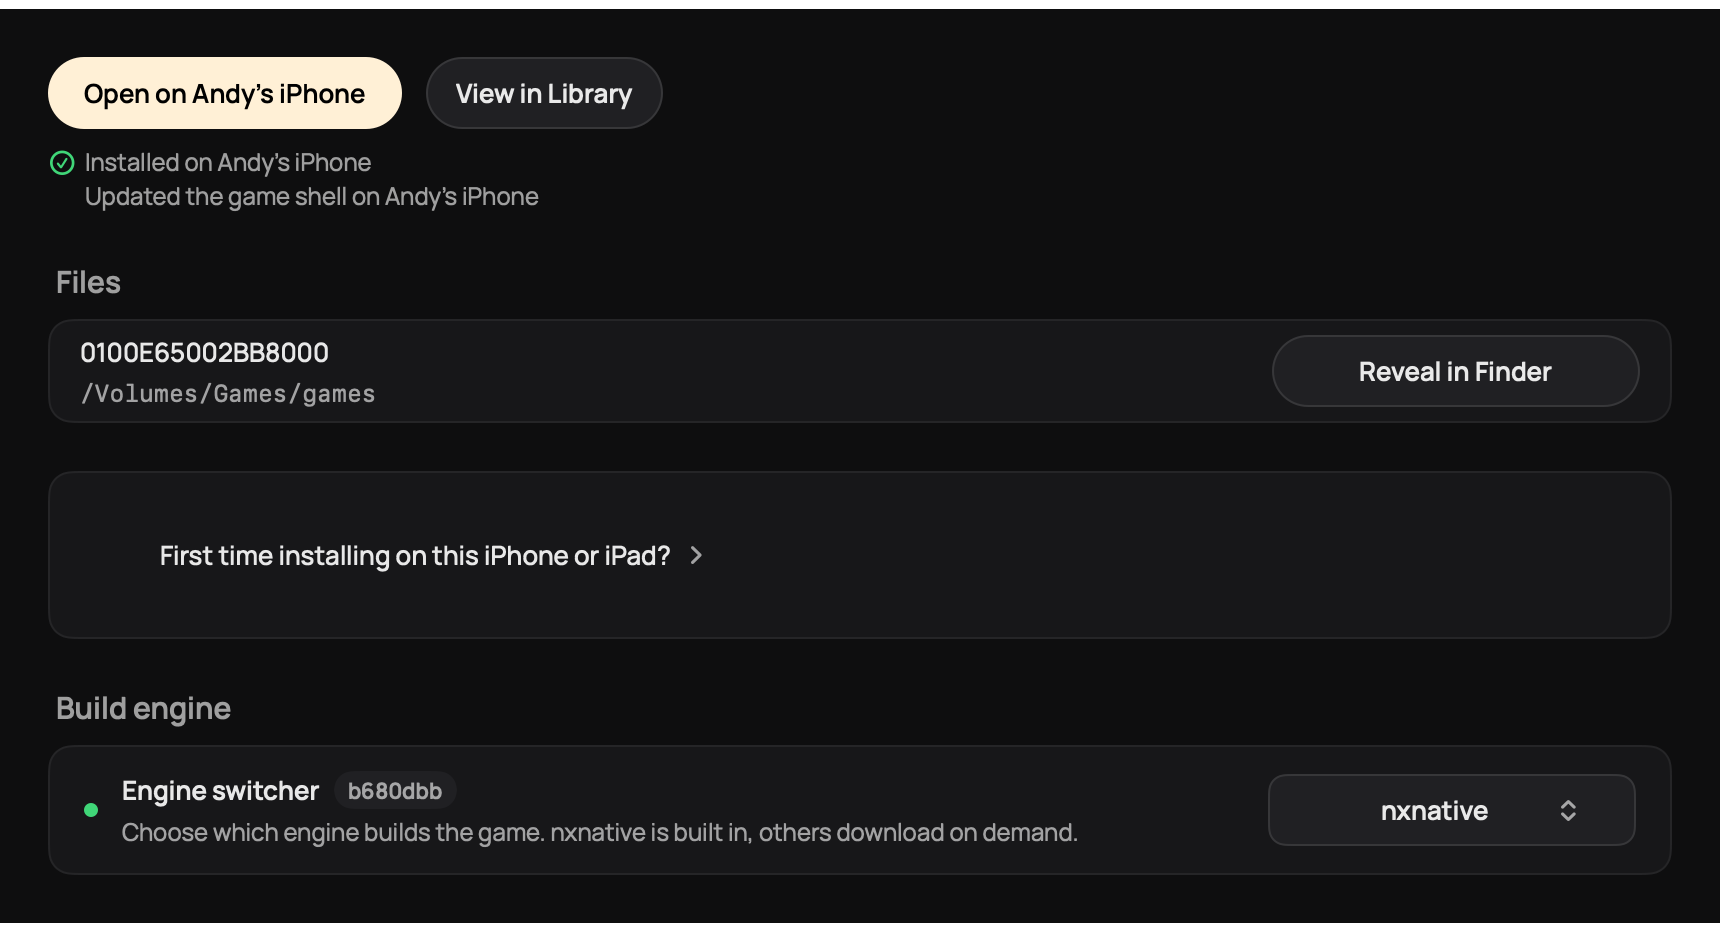 Open on Andy's iPhone
View in Library
Installed on Andy's iPhone
Updated the game shell on Andy's iPhone
Files
0100E65002BB8000
/Volumes/Games/games
Reveal in Finder
First time installing on this iPhone or iPad?
Build engine
Engine switcher b680dbb
Choose which engine builds the game. nxnative is built in, others download on demand.
nxnative